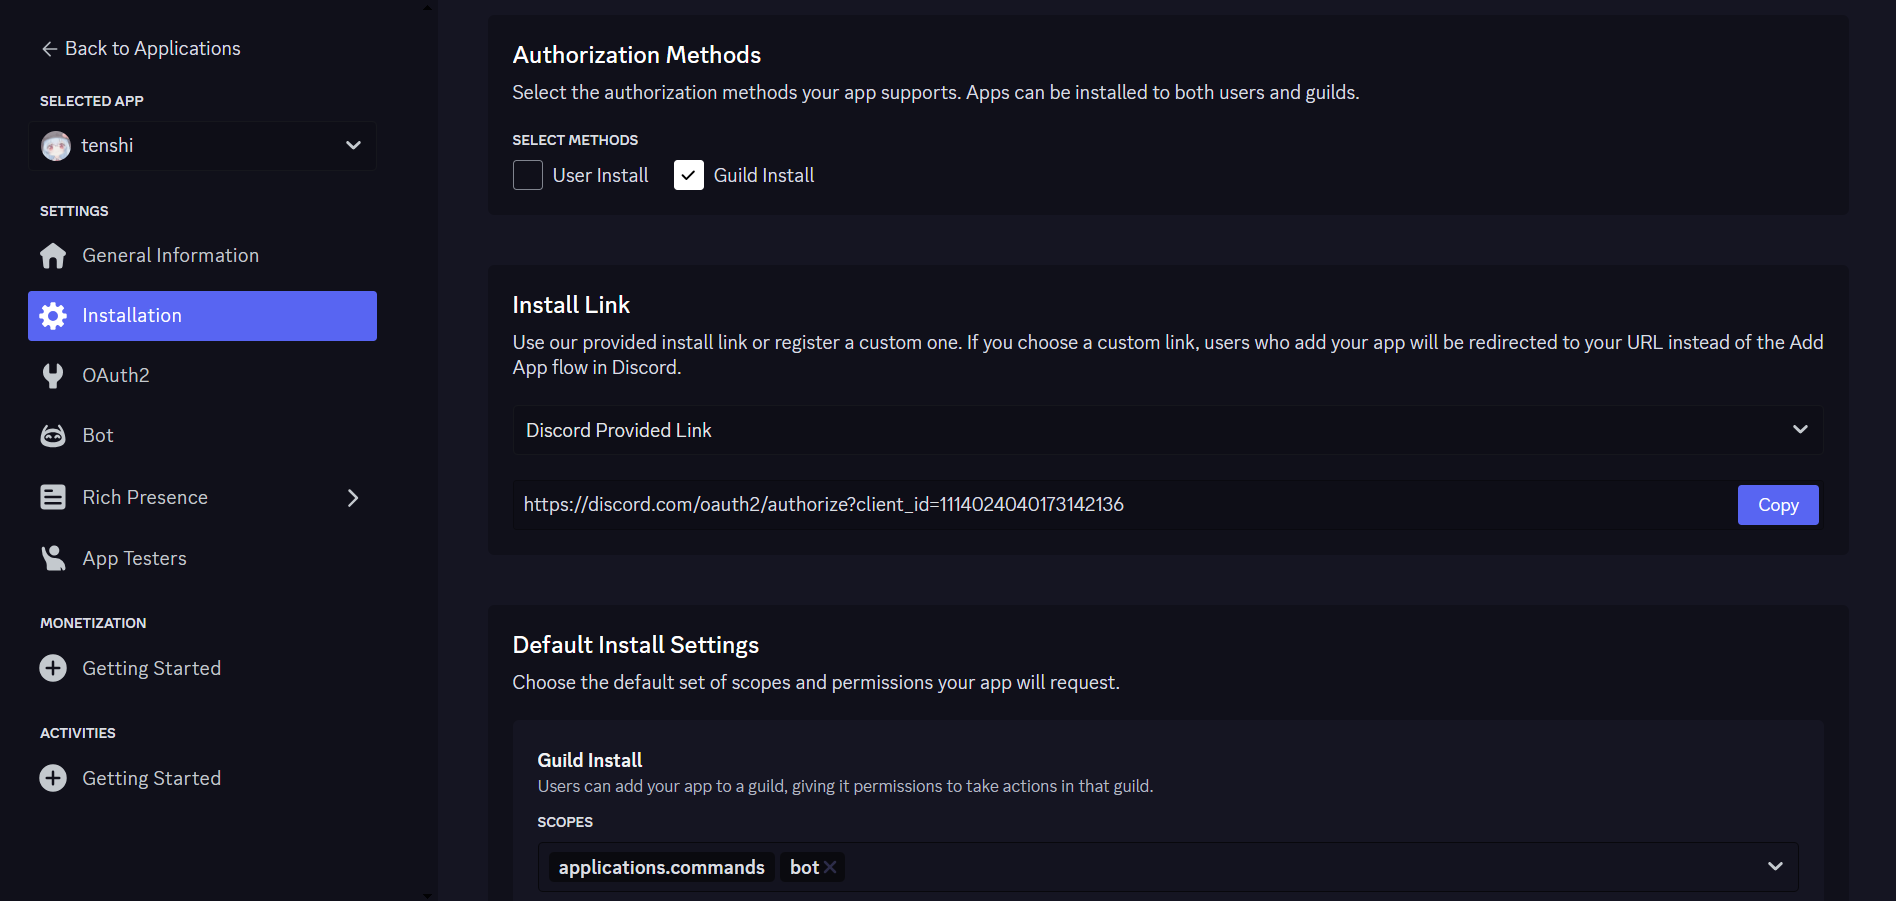 Back to Applications
SELECTED APP
tenshi
SETTINGS
General Information
Installation
OAuth2
Bot
Rich Presence
App Testers
MONETIZATION
Getting Started
ACTIVITIES
Getting Started
Authorization Methods
Select the authorization methods your app supports. Apps can be installed to both users and guilds.
SELECT METHODS
User Install
Guild Install
Install Link
Use our provided install link or register a custom one. If you choose a custom link, users who add your app will be redirected to your URL instead of the Add
App flow in Discord.
Discord Provided Link
https://discord.com/oauth2/authorize?client_id=1114024040173142136
Copy
Default Install Settings
Choose the default set of scopes and permissions your app will request.
Guild Install
Users can add your app to a guild, giving it permissions to take actions in that guild.
SCOPES
applications.commands
bot